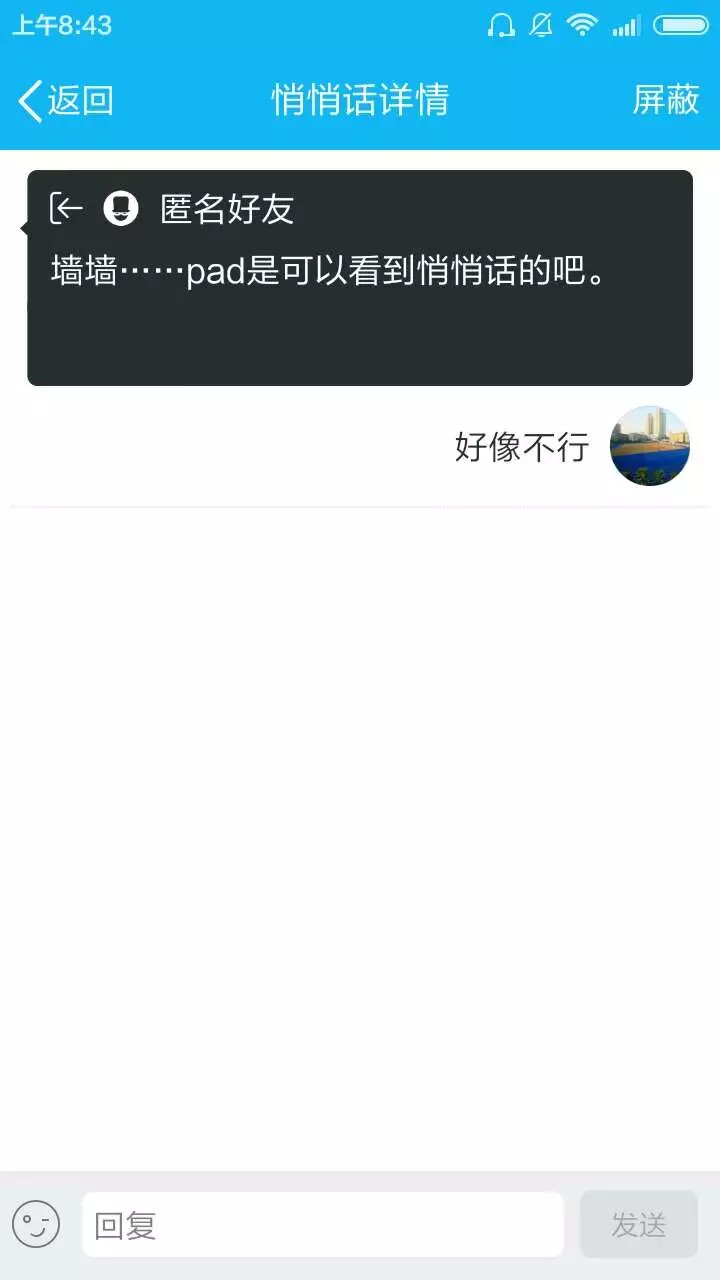 上午8:43
返回
悄悄话详情
屏蔽
匿名好友
墙墙……pad是可以看到悄悄话的吧。
好像不行
回复
发送